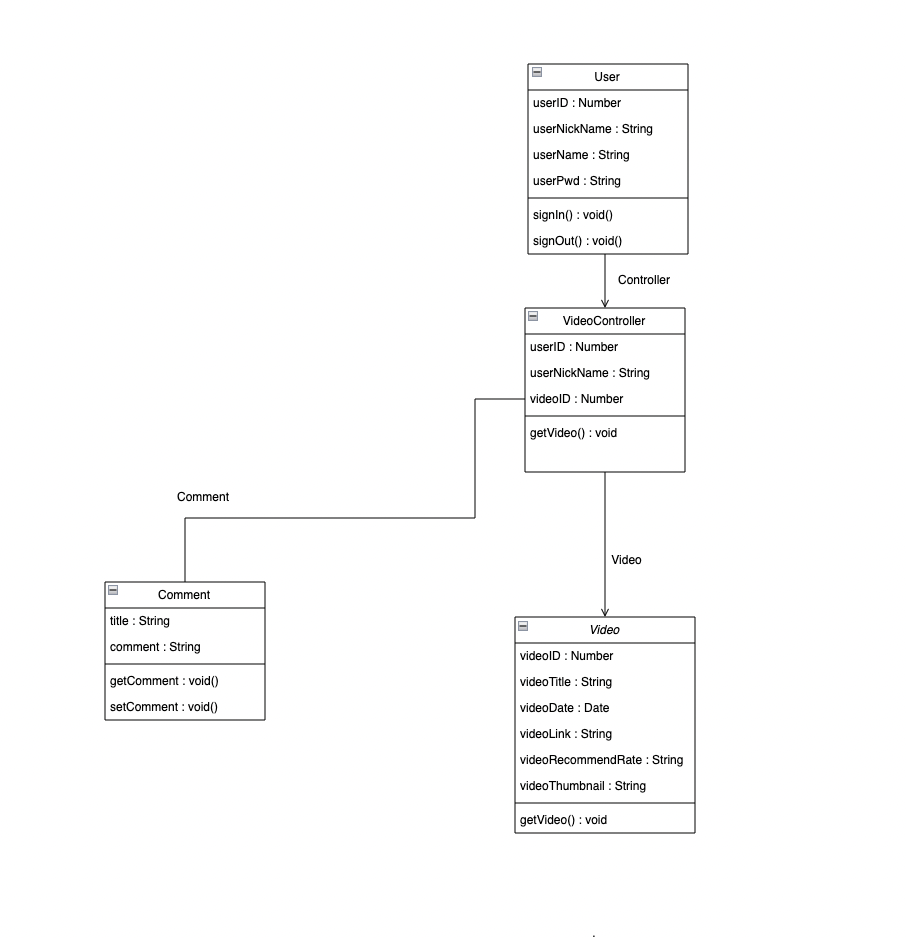 User
userID : Number
userNickName : String
userName : String
userPwd : String
signIn() : void()
signOut() : void()
Controller
VideoController
userID : Number
userNickName : String
videoID : Number
getVideo() : void
Comment
Comment
title : String
comment : String
getComment : void()
setComment : void()
Video
Video
videoID : Number
videoTitle : String
videoDate : Date
videoLink : String
videoRecommendRate : String
videoThumbnail : String
getVideo() : void